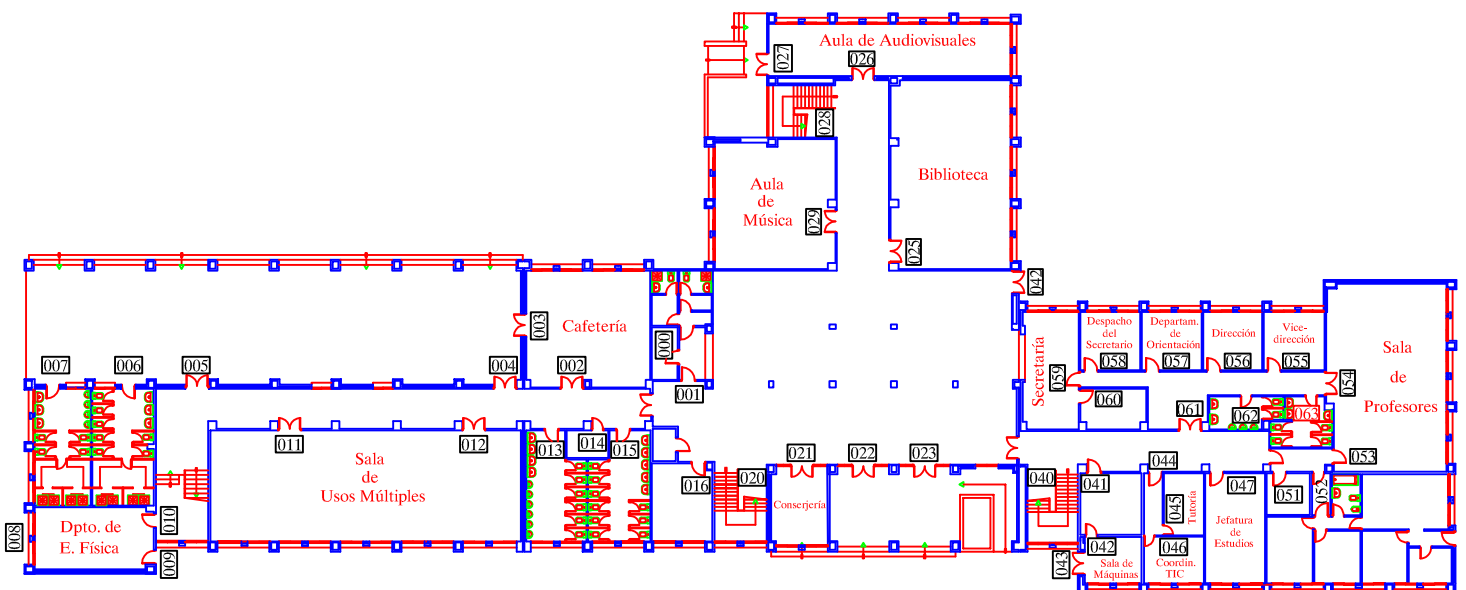 Aula de Audiovisuales
027
026
028
Aula
de
Música
Biblioteca
029
025
042
003
Cafetería
000
007
006
005
004
002
001
Secretaría
Despacho
del
Secretario
Departam.
de
Orientación
Dirección
Vice-
dirección
058
057
056
055
059
054
Sala
de
Profesores
060
061
062
063
011
012
013
014
015
Sala
de
Usos Múltiples
016
020
021
022
023
Conserjería
040
041
044
047
053
051
052
045
Tutoría
008
Dpto. de
E. Física
010
009
042
043
046
Sala de
Máquinas
Coordin.
TIC
Jefatura
de
Estudios